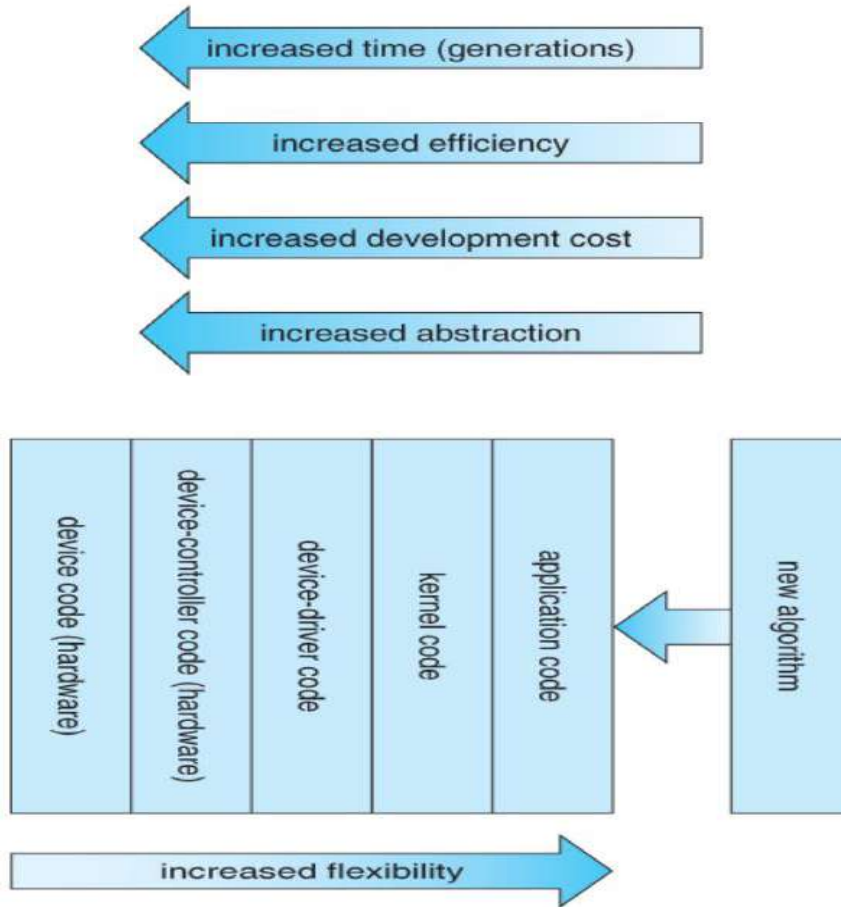 increased time (generations)
increased efficiency
increased development cost
increased abstraction
device code (hardware)
device-controller code (hardware)
device-driver code
kernel code
application code
new algorithm
increased flexibility